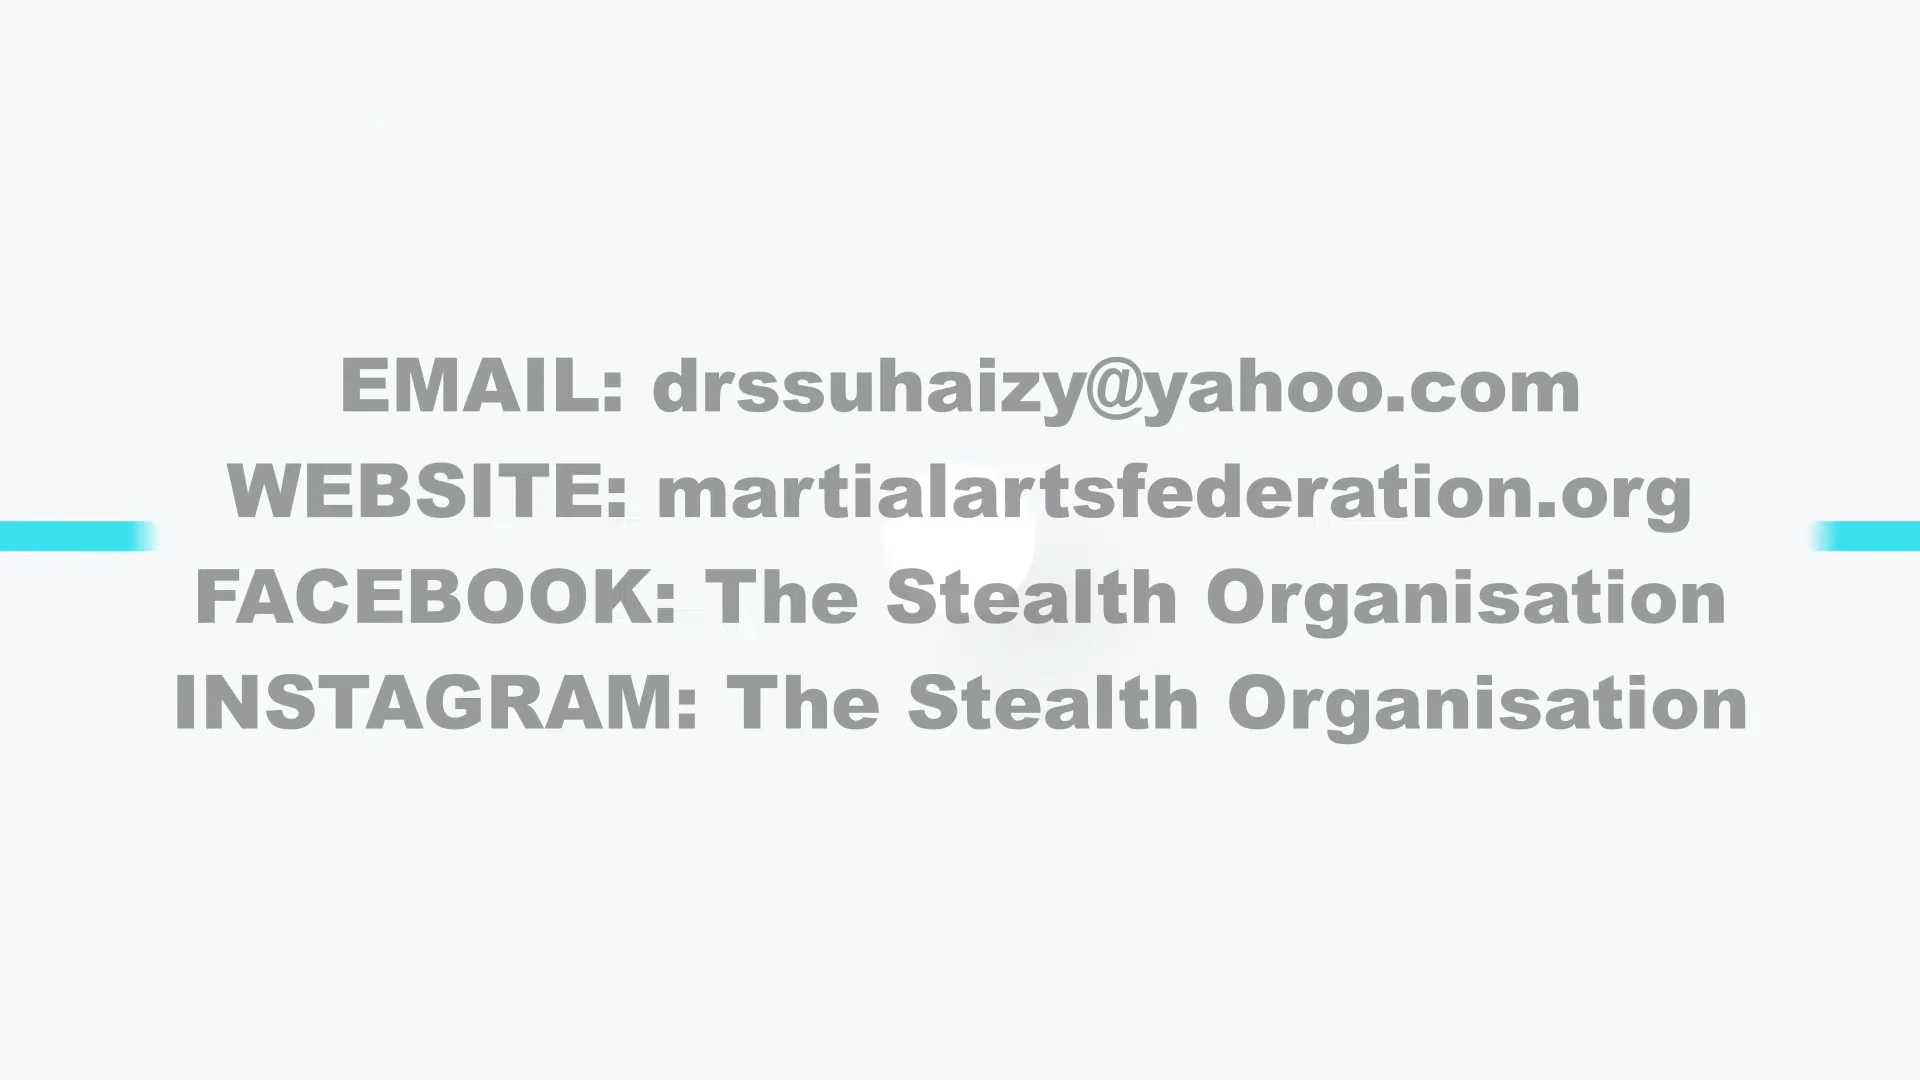 EMAIL: drssuhaizy@yahoo.com
WEBSITE: martialartsfederation.org
FACEBOOK: The Stealth Organisation
INSTAGRAM: The Stealth Organisation